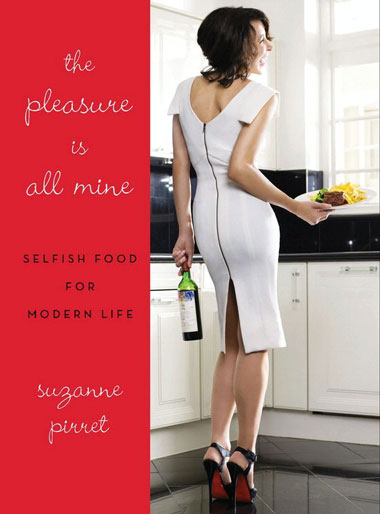 the
pleasure
is
all mine
SELFISH FOOD
FOR
MODERN LIFE
suzanne
pirret